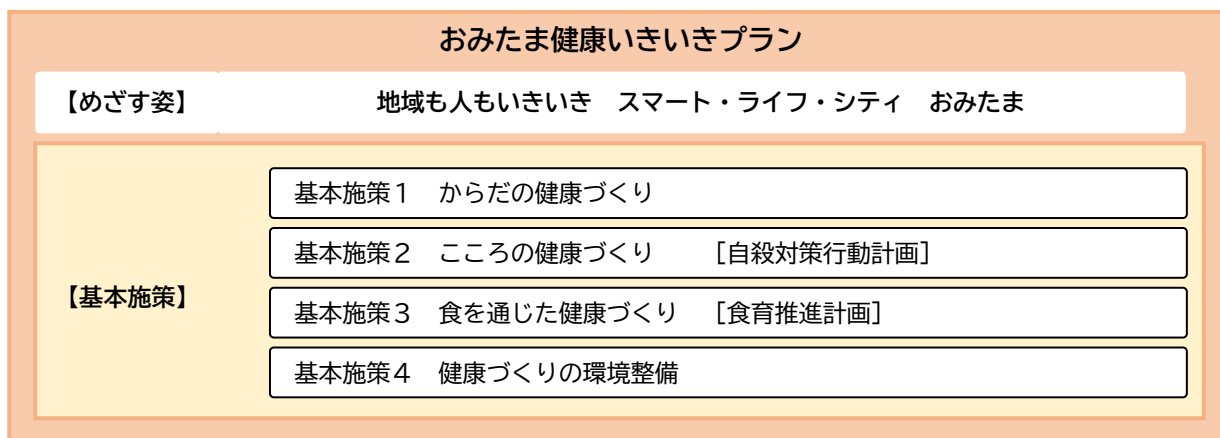 おみたま健康いきいきプラン
【めざす姿】 地域も人もいきいき　スマート・ライフ・シティ　おみたま
基本施策１　からだの健康づくり
基本施策２　こころの健康づくり　　［自殺対策行動計画］
【基本施策】
基本施策３　食を通じた健康づくり　［食育推進計画］
基本施策４　健康づくりの環境整備